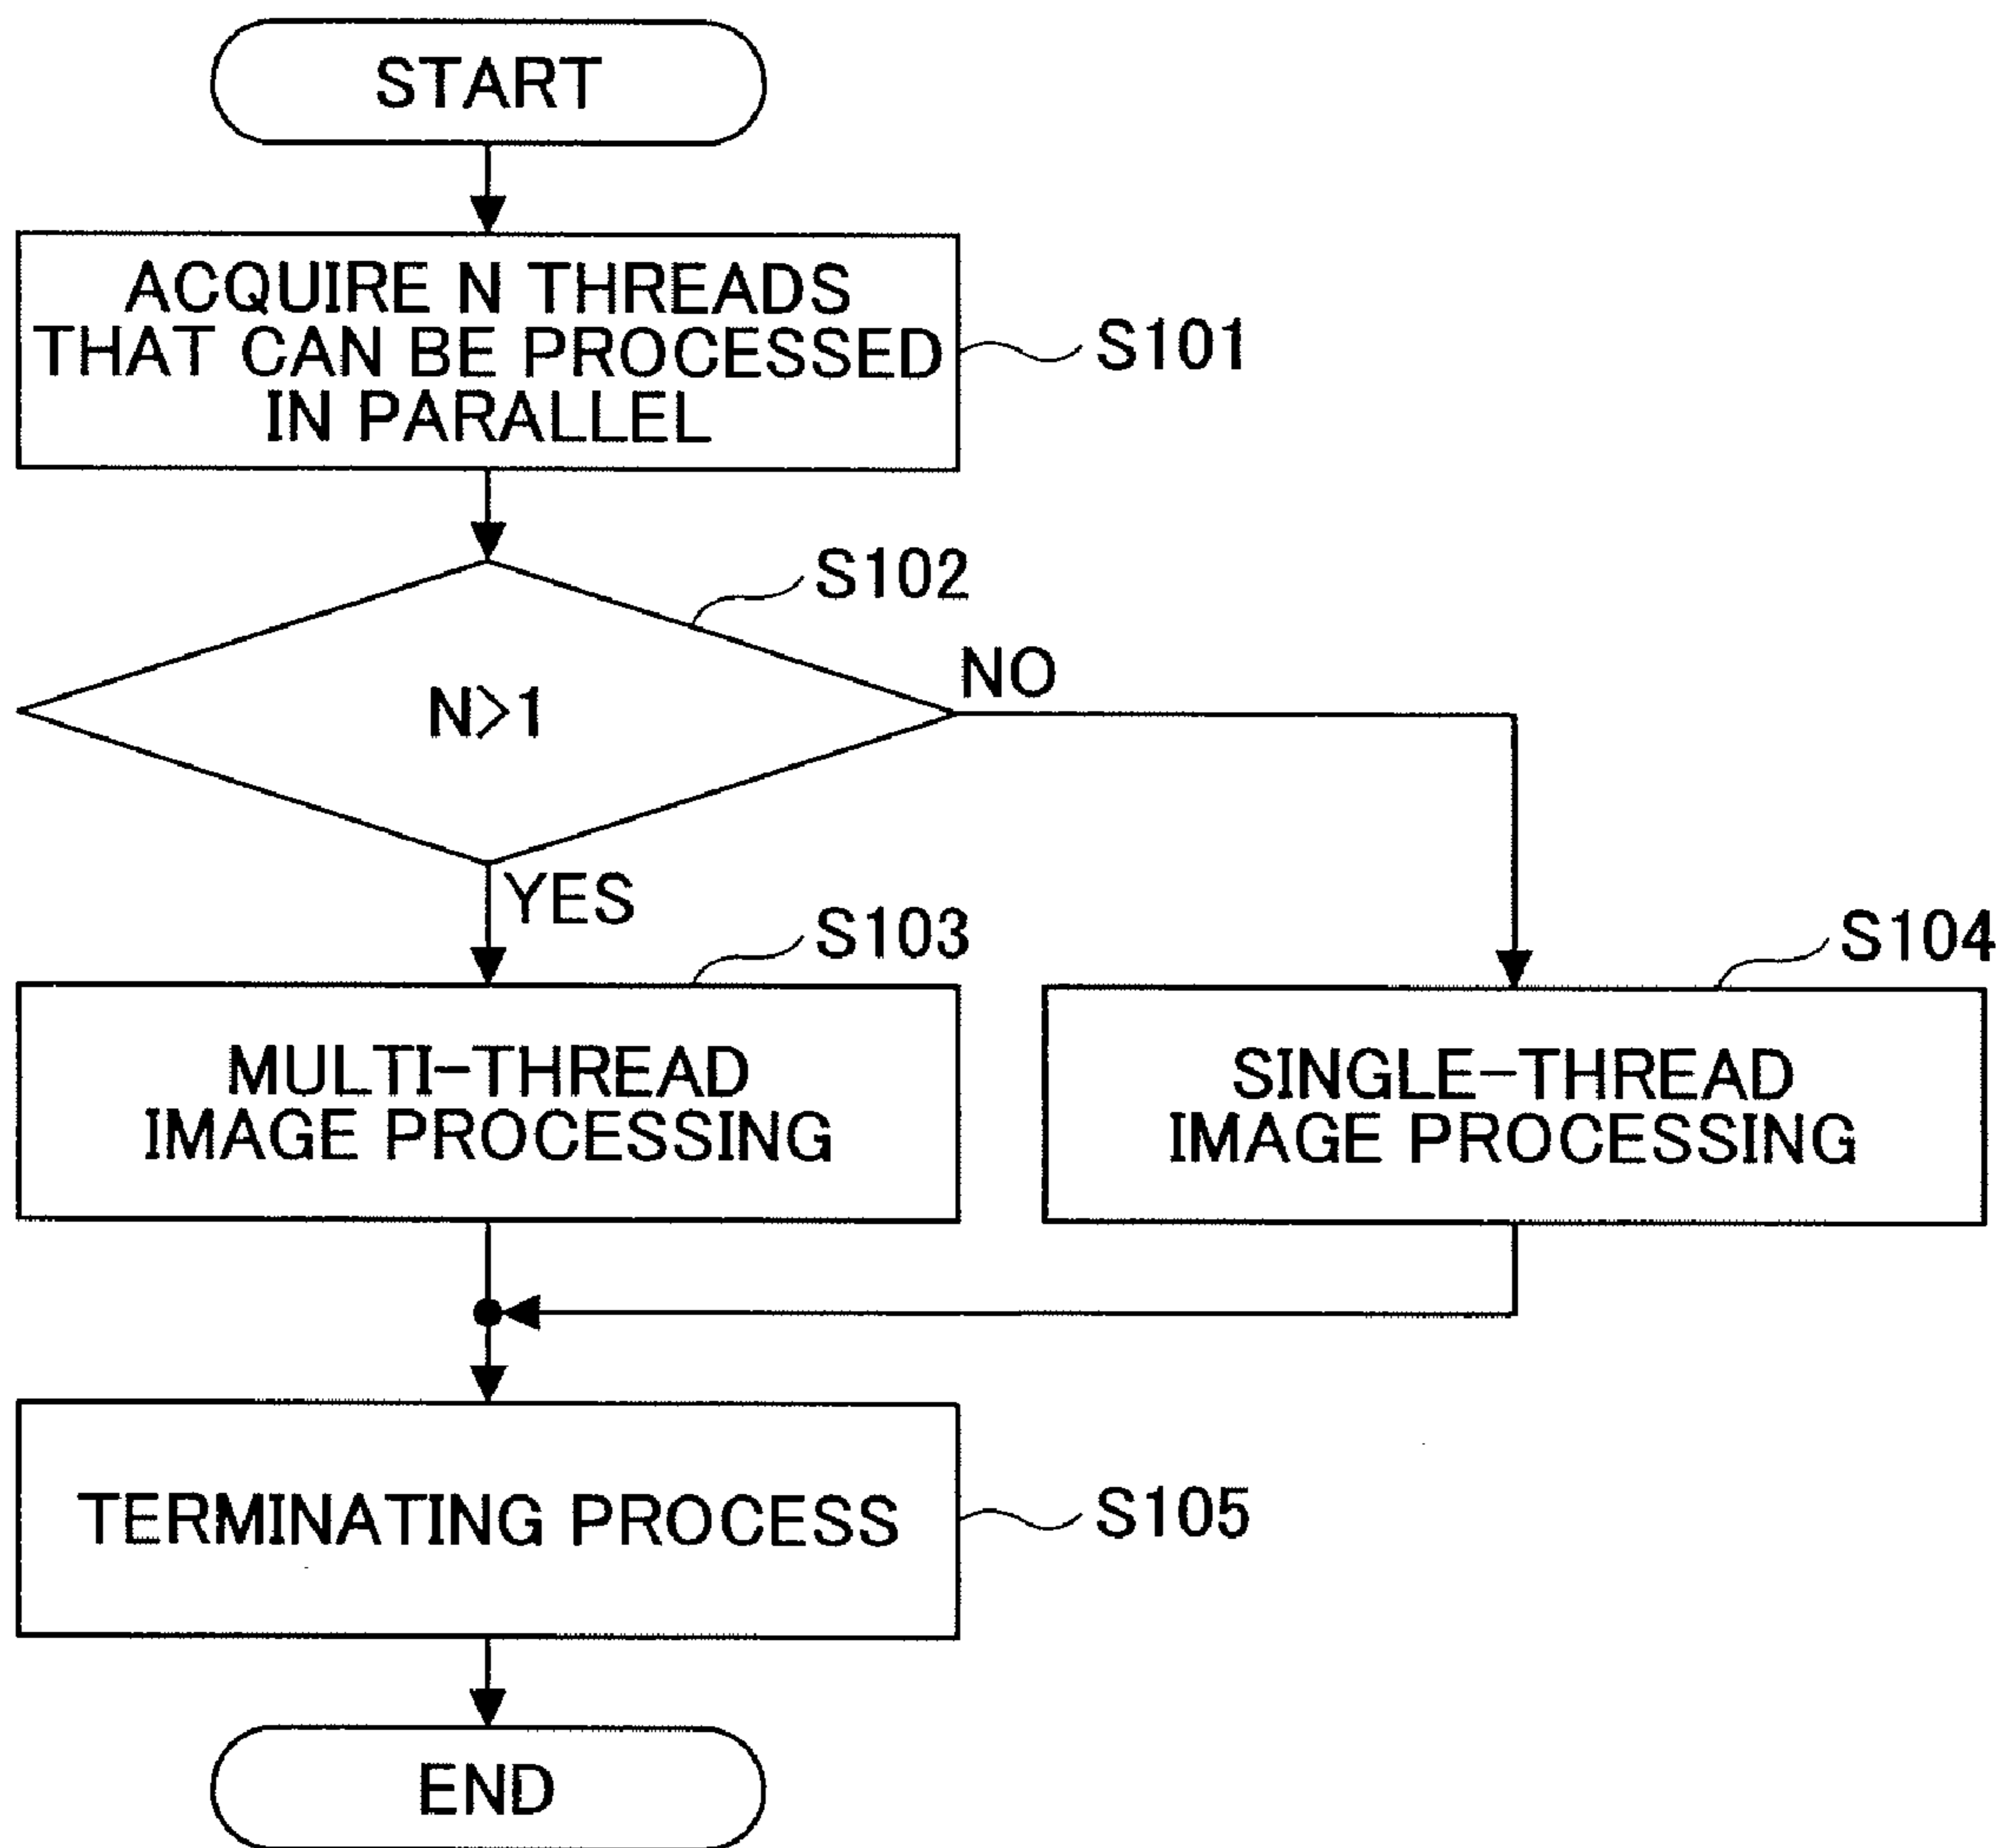 START
ACQUIRE N THREADS
THAT CAN BE PROCESSED
IN PARALLEL
S101
S102
N>1
NO
YES
S103
S104
MULTI-THREAD
IMAGE PROCESSING
SINGLE-THREAD
IMAGE PROCESSING
TERMINATING PROCESS
S105
END